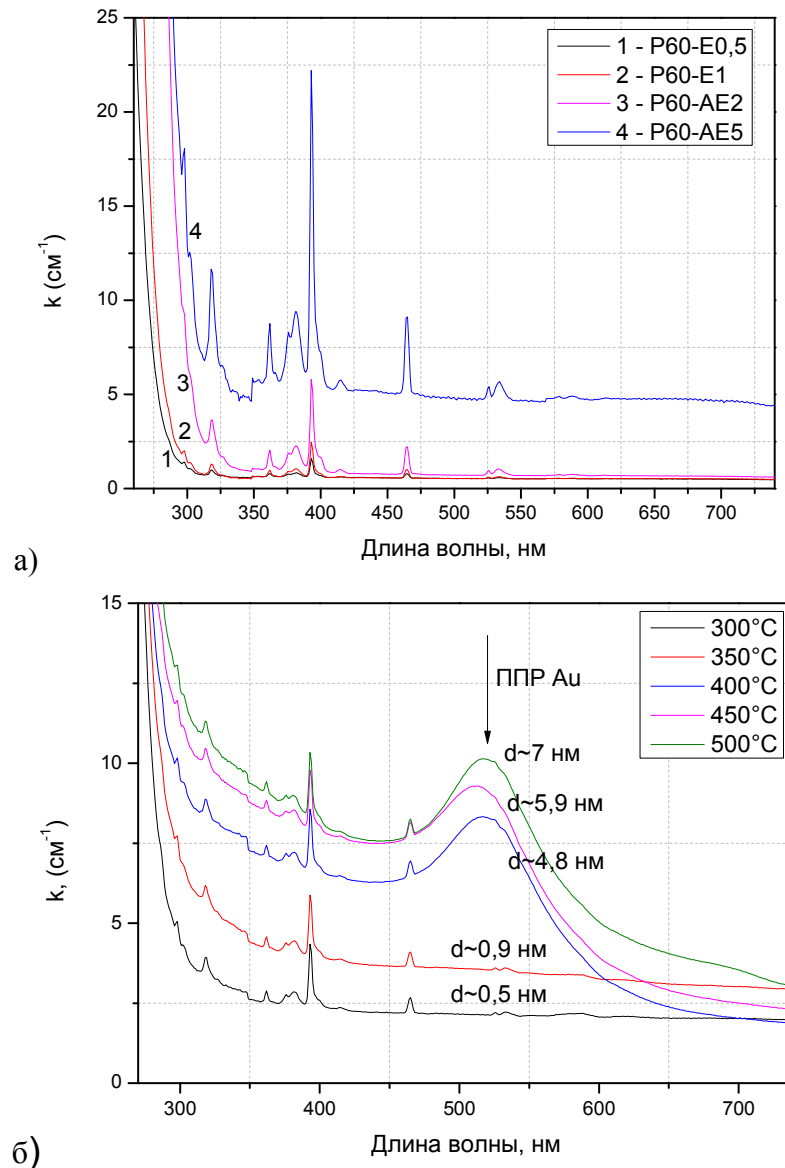 25
20
15
10
5
0
k (см⁻¹)
1 - P60-E0,5
2 - P60-E1
3 - P60-AE2
4 - P60-AE5
4
3
2
1
300 350 400 450 500 550 600 650 700
Длина волны, нм
а)
15
10
5
0
k, (см⁻¹)
300°C
350°C
400°C
450°C
500°C
ППР Au
d~7 нм
d~5,9 нм
d~4,8 нм
d~0,9 нм
d~0,5 нм
300 400 500 600 700
Длина волны, нм
б)